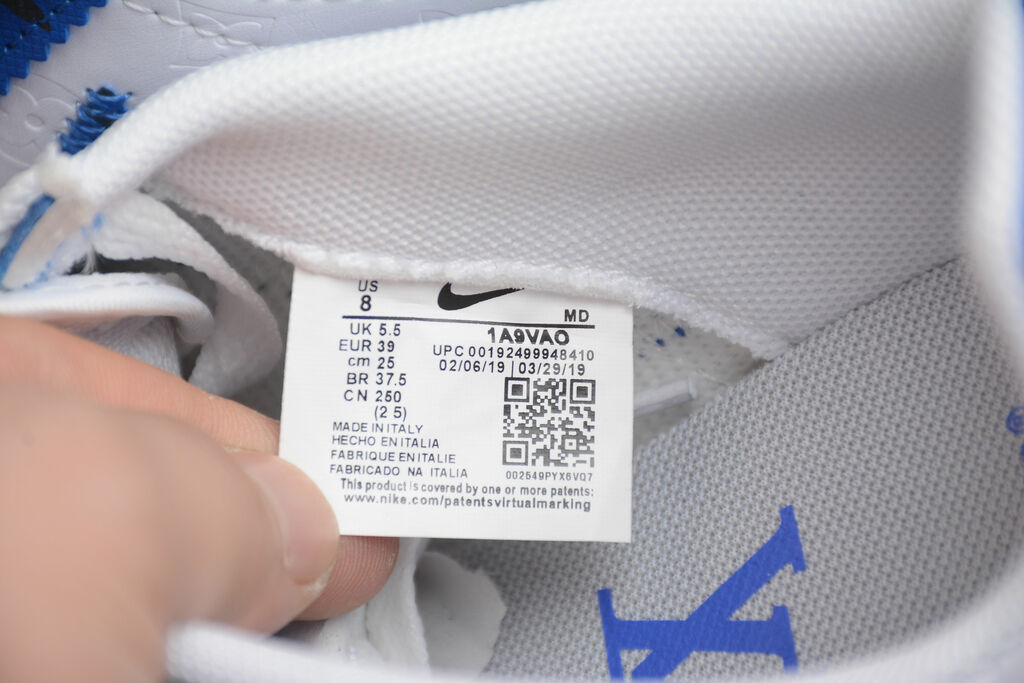 US
8
MD
UK 5.5
EUR 39
cm 25
BR 37.5
CN 250
(2 5)
1A9VAO
UPC 00192499948410
02/06/19 | 03/29/19
MADE IN ITALY
HECHO EN ITALIA
FABRIQUE EN ITALIE
FABRICADO NA ITALIA
002549PYX6VQ7
This product is covered by one or more patents:
www.nike.com/patentsvirtualmarking